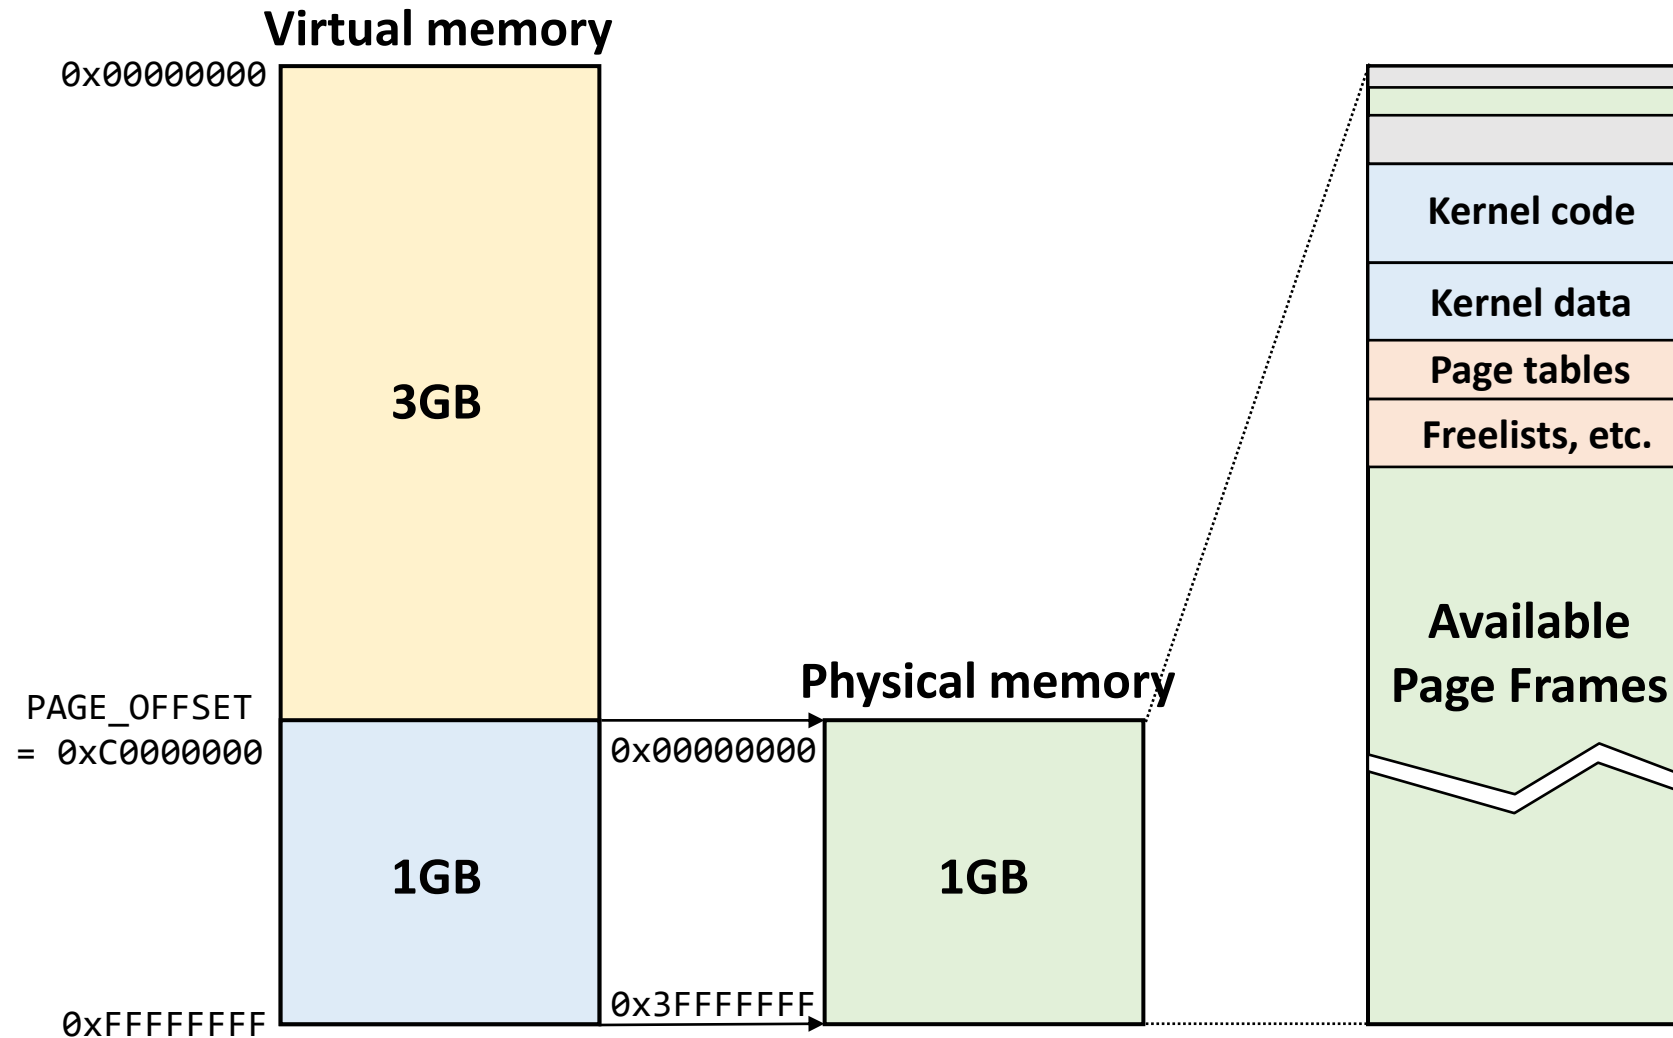 Virtual memory
0x00000000
3GB
PAGE_OFFSET
= 0xC0000000
1GB
0xFFFFFFFF
Physical memory
0x00000000
1GB
0x3FFFFFFF
Kernel code
Kernel data
Page tables
Freelists, etc.
Available
Page Frames